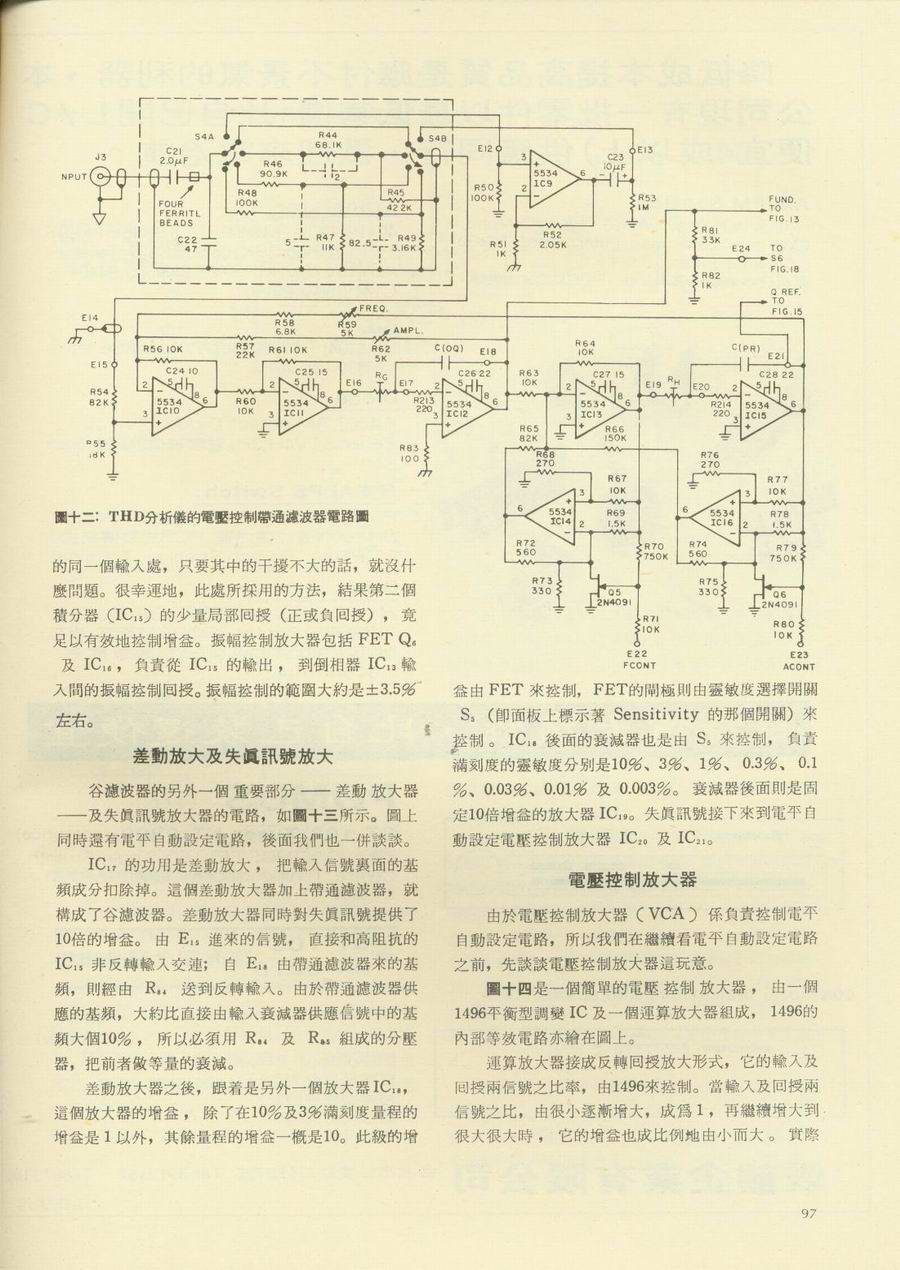 J3
NPUT
C21
2.0μF
FOUR
FERRITL
BEADS
C22
47
S4A
R44
68.1K
2
R46
90.9K
R48
100K
5
R47
11K
82.5
R45
42.2K
R49
3.16K
S4B
E12
R50
100K
3
2
5534
IC9
6
R51
1K
R52
2.05K
C23
10μF
E13
R53
1M
FUND.
TO
FIG.13
R81
33K
E24
TO
S6
FIG.18
R82
1K
Q REF.
TO
FIG.15
E14
E15
R54
82K
R55
18K
R56 10K
C24 10
5534
IC10
R58
6.8K
R59
5K
FREQ.
R57
22K
R60
10K
R61 10K
C25 15
5534
IC11
E16
R62
5K
AMPL.
RG
C(OQ)
E17
R213
220
C26 22
5534
IC12
E18
R83
100
R63
10K
R64
10K
C27 15
5534
IC13
R65
82K
R66
150K
E19
RH
E20
R214
220
C(PR)
E21
C28 22
5534
IC15
R68
270
R67
10K
R69
1.5K
5534
IC14
R72
560
R73
330
Q5
2N4091
R70
750K
R71
10K
E22
FCONT
R76
270
R77
10K
R78
1.5K
5534
IC16
R74
560
R75
330
Q6
2N4091
R79
750K
R80
10K
E23
ACONT
圖十二: THD分析儀的電壓控制帶通濾波器電路圖
的同一個輸入處，只要其中的干擾不大的話，就沒什
麼問題。很幸運地，此處所採用的方法，結果第二個
積分器（IC₁₅）的少量局部回授（正或負回授），竟
足以有效地控制增益。振幅控制放大器包括 FET Q₆
及 IC₁₆，負責從 IC₁₅ 的輸出，到倒相器 IC₁₃ 輸
入間的振幅控制回授。振幅控制的範圍大約是±3.5%
左右。
差動放大及失眞訊號放大
谷濾波器的另外一個 重要部分 —— 差動 放大器
——及失眞訊號放大器的電路，如圖十三所示。圖上
同時還有電平自動設定電路，後面我們也一併談談。
IC₁₇ 的功用是差動放大， 把輸入信號裏面的基
頻成分扣除掉。這個差動放大器加上帶通濾波器，就
構成了谷濾波器。差動放大器同時對失眞訊號提供了
10倍的增益。 由 E₁₅ 進來的信號， 直接和高阻抗的
IC₁₅ 非反轉輸入交連； 自 E₁₈ 由帶通濾波器來的基
頻，則經由 R₈₄ 送到反轉輸入。由於帶通濾波器供
應的基頻，大約比直接由輸入衰減器供應信號中的基
頻大個10%， 所以必須用 R₈₄ 及 R₈₅ 組成的分壓
器，把前者做等量的衰減。
差動放大器之後，跟着是另外一個放大器IC₁₈，
這個放大器的增益， 除了在10%及3%滿刻度量程的
增益是 1 以外，其餘量程的增益一概是10。此級的增
益由 FET 來控制， FET的閘極則由靈敏度選擇開關
S₅ （卽面板上標示著 Sensitivity 的那個開關）來
控制。 IC₁₈ 後面的衰減器也是由 S₅ 來控制， 負責
滿刻度的靈敏度分別是10%、3%、1%、 0.3%、 0.1
%、0.03%、0.01% 及 0.003%。 衰減器後面則是固
定10倍增益的放大器 IC₁₉。失眞訊號接下來到電平自
動設定電壓控制放大器 IC₂₀ 及 IC₂₁。
電壓控制放大器
由於電壓控制放大器（VCA）係負責控制電平
自動設定電路，所以我們在繼續看電平自動設定電路
之前，先談談電壓控制放大器這玩意。
圖十四是一個簡單的電壓 控制 放大器， 由一個
1496平衡型調變 IC 及一個運算放大器組成， 1496的
內部等效電路亦繪在圖上。
運算放大器接成反轉回授放大形式，它的輸入及
回授兩信號之比率，由1496來控制。當輸入及回授兩
信號之比，由很小逐漸增大，成爲 1，再繼續增大到
很大很大時， 它的增益也成比例地由小而大。 實際
97